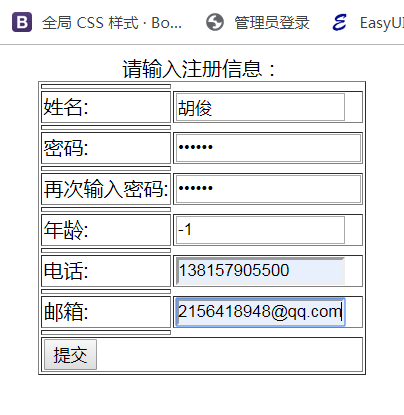 B 全局 CSS 样式 · Bo... 管理员登录 EasyUI
请输入注册信息：
姓名: 胡俊
密码: ••••••
再次输入密码: ••••••
年龄: -1
电话: 138157905500
邮箱: 2156418948@qq.com
提交